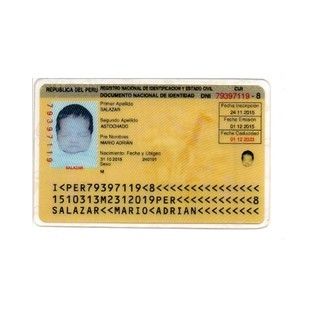 REPUBLICA DEL PERU REGISTRO NACIONAL DE IDENTIFICACION Y ESTADO CIVIL CUI
DOCUMENTO NACIONAL DE IDENTIDAD DNI 79397119 - 8
Primer Apellido
SALAZAR
Segundo Apellido
ASTOCHADO
Pre Nombres
MARIO ADRIÁN
Nacimiento: Fecha y Ubigeo
31 10 2015 240101
Sexo
M
Fecha Inscripción
24 11 2015
Fecha Emisión
01 12 2015
Fecha Caducidad
01 12 2023
79397119
SALAZAR
I<PER79397119<8<<<<<<<<<<<<<<<
1510313M2312019PER<<<<<<<<<<<8
SALAZAR<<MARIO<ADRIAN<<<<<<<<<